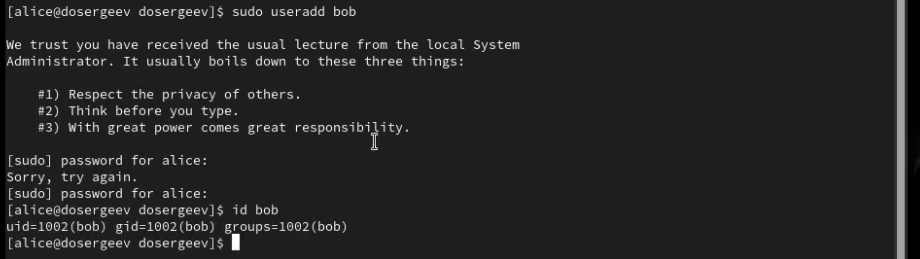 [alice@dosergeev dosergeev]$ sudo useradd bob
We trust you have received the usual lecture from the local System
Administrator. It usually boils down to these three things:
#1) Respect the privacy of others.
#2) Think before you type.
#3) With great power comes great responsibility.
[sudo] password for alice:
Sorry, try again.
[sudo] password for alice:
[alice@dosergeev dosergeev]$ id bob
uid=1002(bob) gid=1002(bob) groups=1002(bob)
[alice@dosergeev dosergeev]$